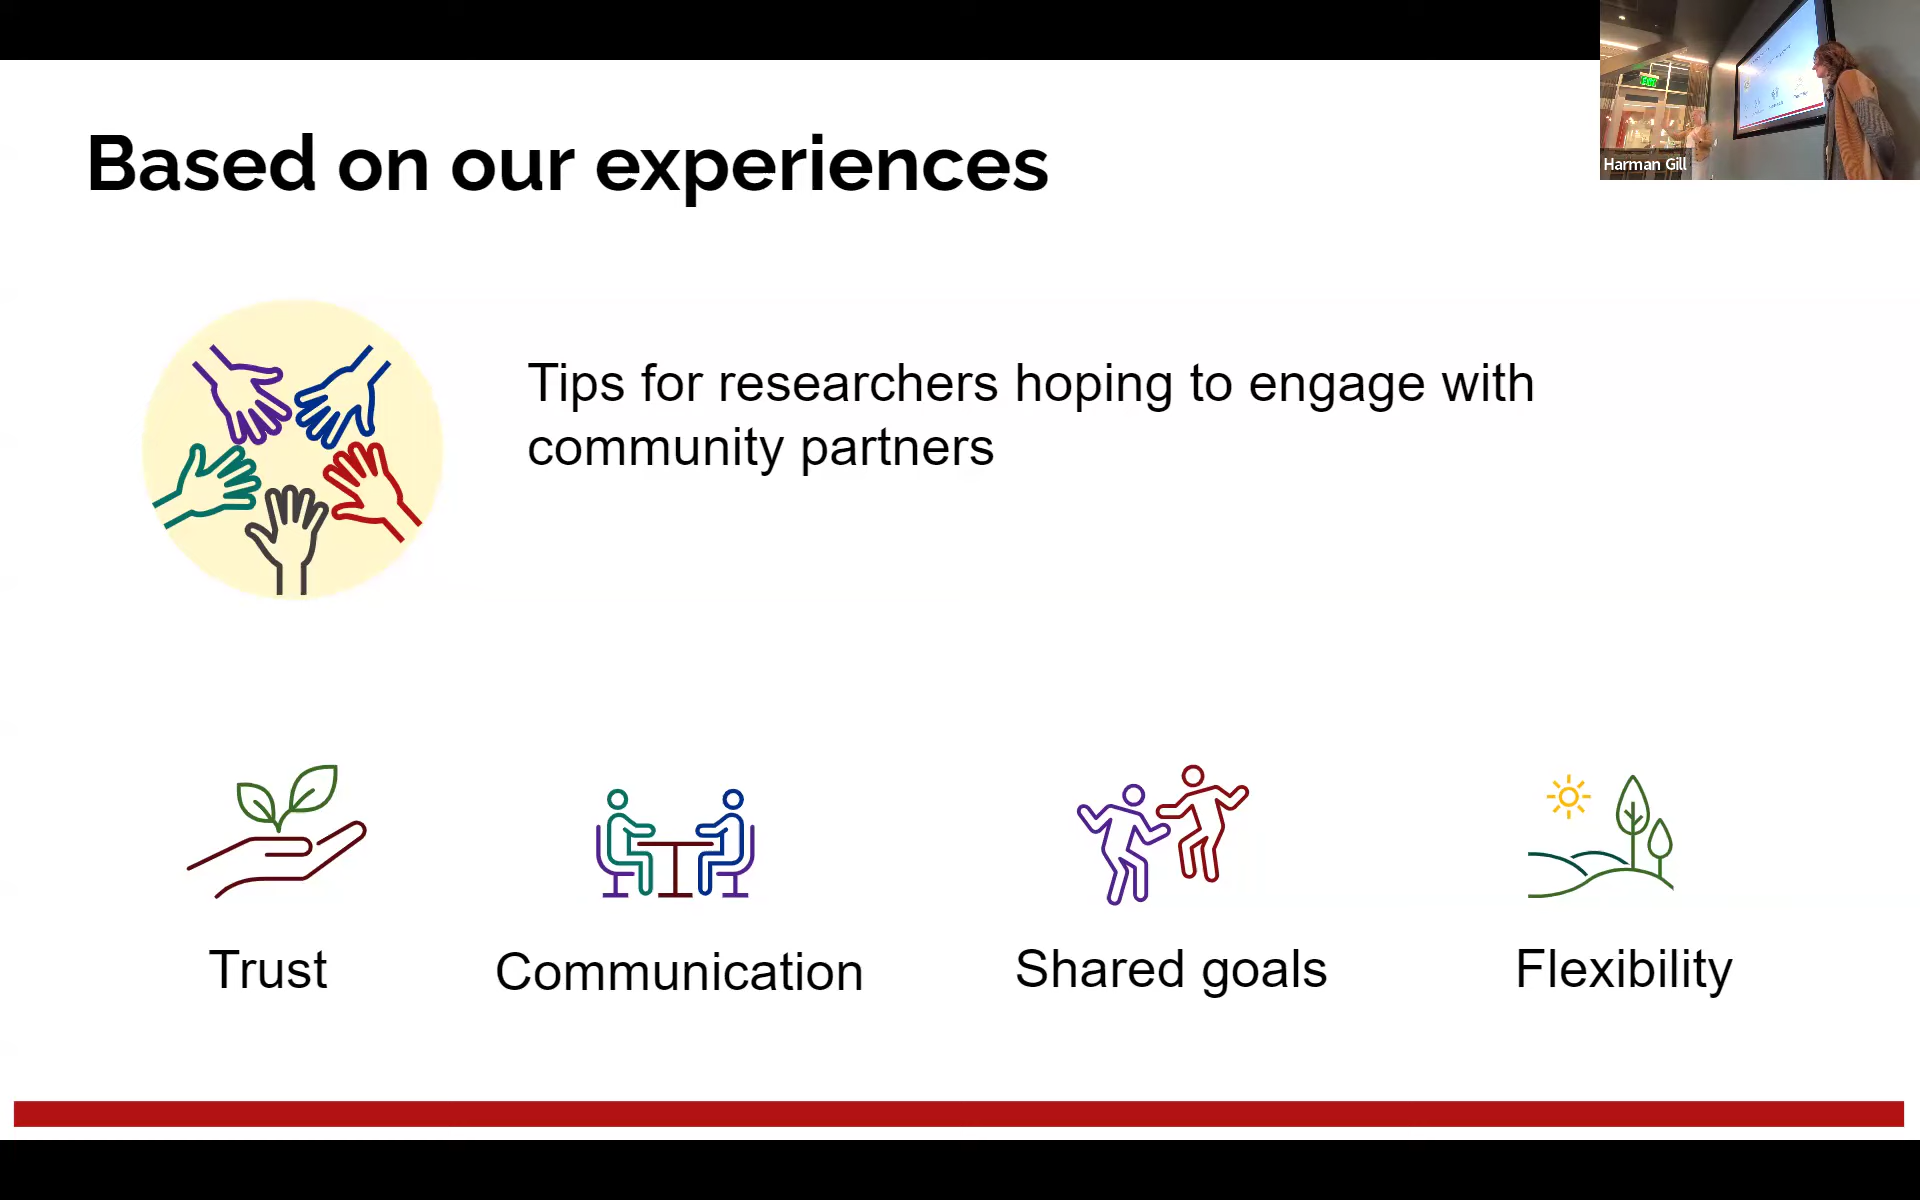 Based on our experiences
EXIT
Harman Gill
Tips for researchers hoping to engage with
community partners
Trust
Communication
Shared goals
Flexibility